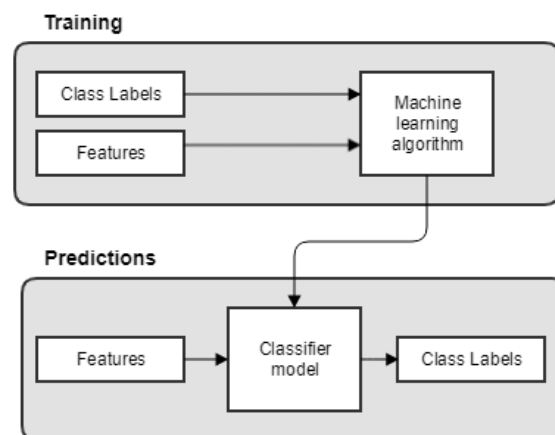 Training
Class Labels
Features
Machine
learning
algorithm
Predictions
Features
Classifier
model
Class Labels